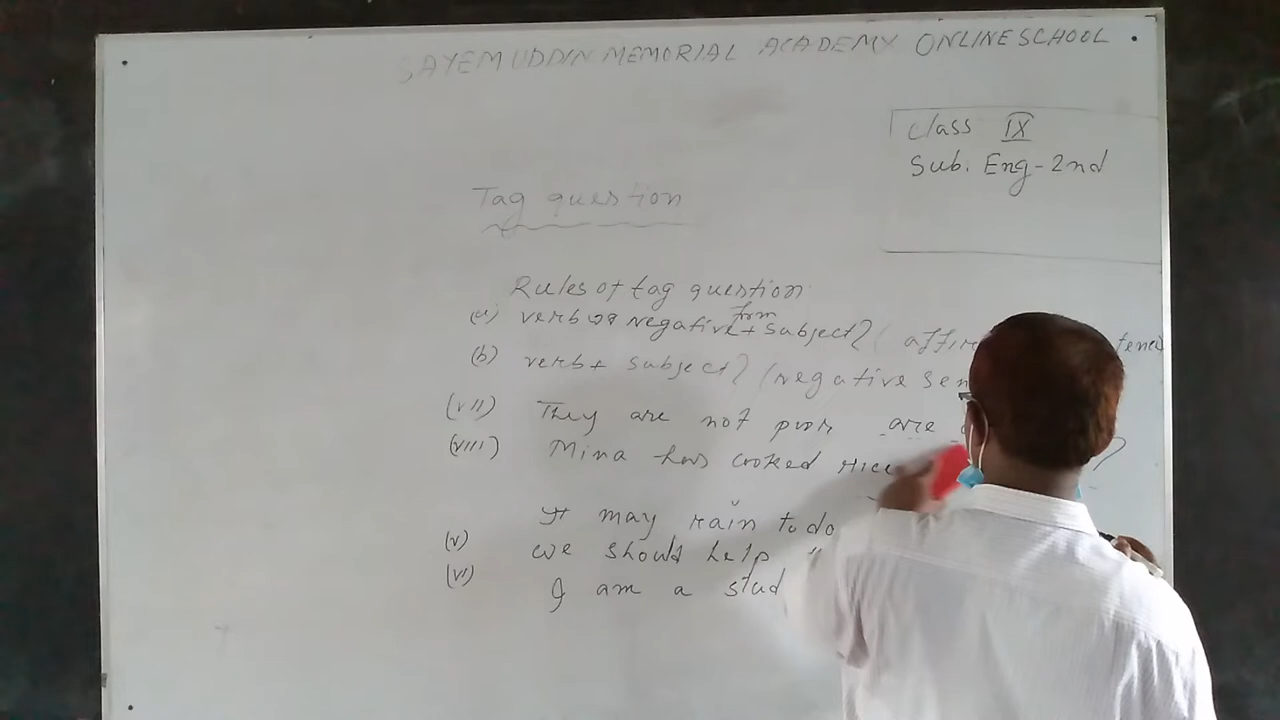 SAYEMUDDIN MEMORIAL ACADEMY ONLINE SCHOOL
Class IX
Sub. Eng-2nd
Tag question
Rules of tag question
(a) verb Negative form + Subject? (
(b) verb + Subject? (negative Sen
(vii) They are not poor are
(viii) Mina has cooked rice
It may rain to
(v) we should help
(vi) I am a stud